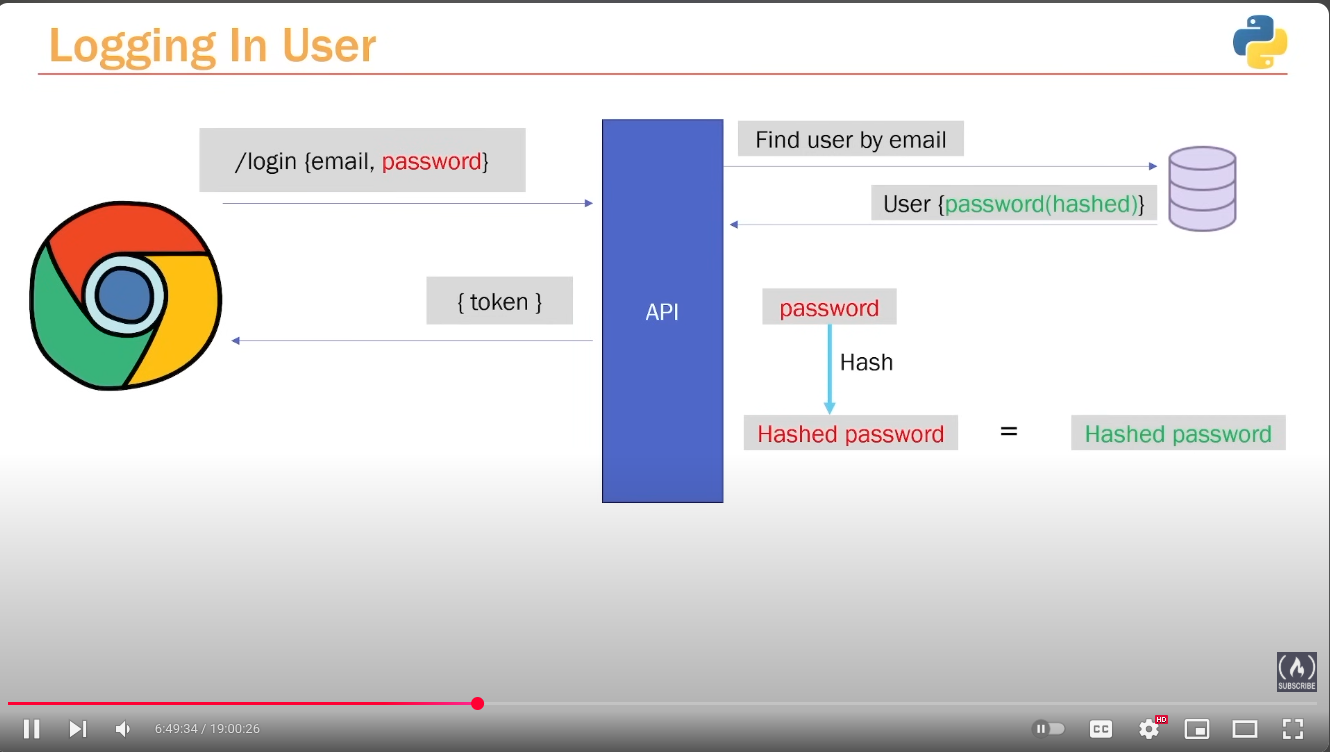 Logging In User
/login {email, password}
Find user by email
User {password(hashed)}
{ token }
API
password
Hash
Hashed password = Hashed password
SUBSCRIBE
6:49:34 / 19:00:26
CC
HD